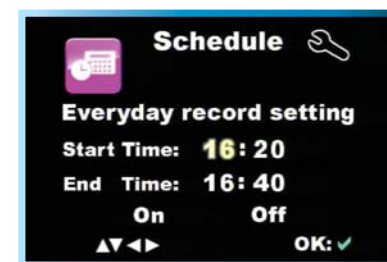 Schedule
Everyday record setting
Start Time: 16:20
End Time: 16:40
On Off
▲▼◄► OK: ✔